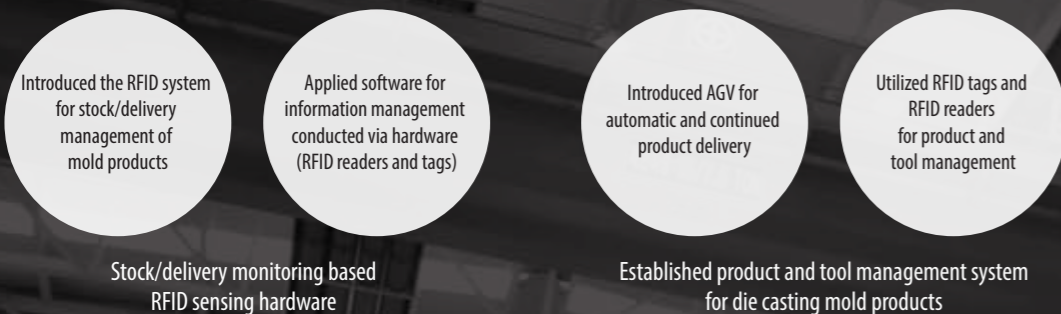 Introduced the RFID system
for stock/delivery
management of
mold products
Applied software for
information management
conducted via hardware
(RFID readers and tags)
Introduced AGV for
automatic and continued
product delivery
Utilized RFID tags and
RFID readers
for product and
tool management
Stock/delivery monitoring based
RFID sensing hardware
Established product and tool management system
for die casting mold products